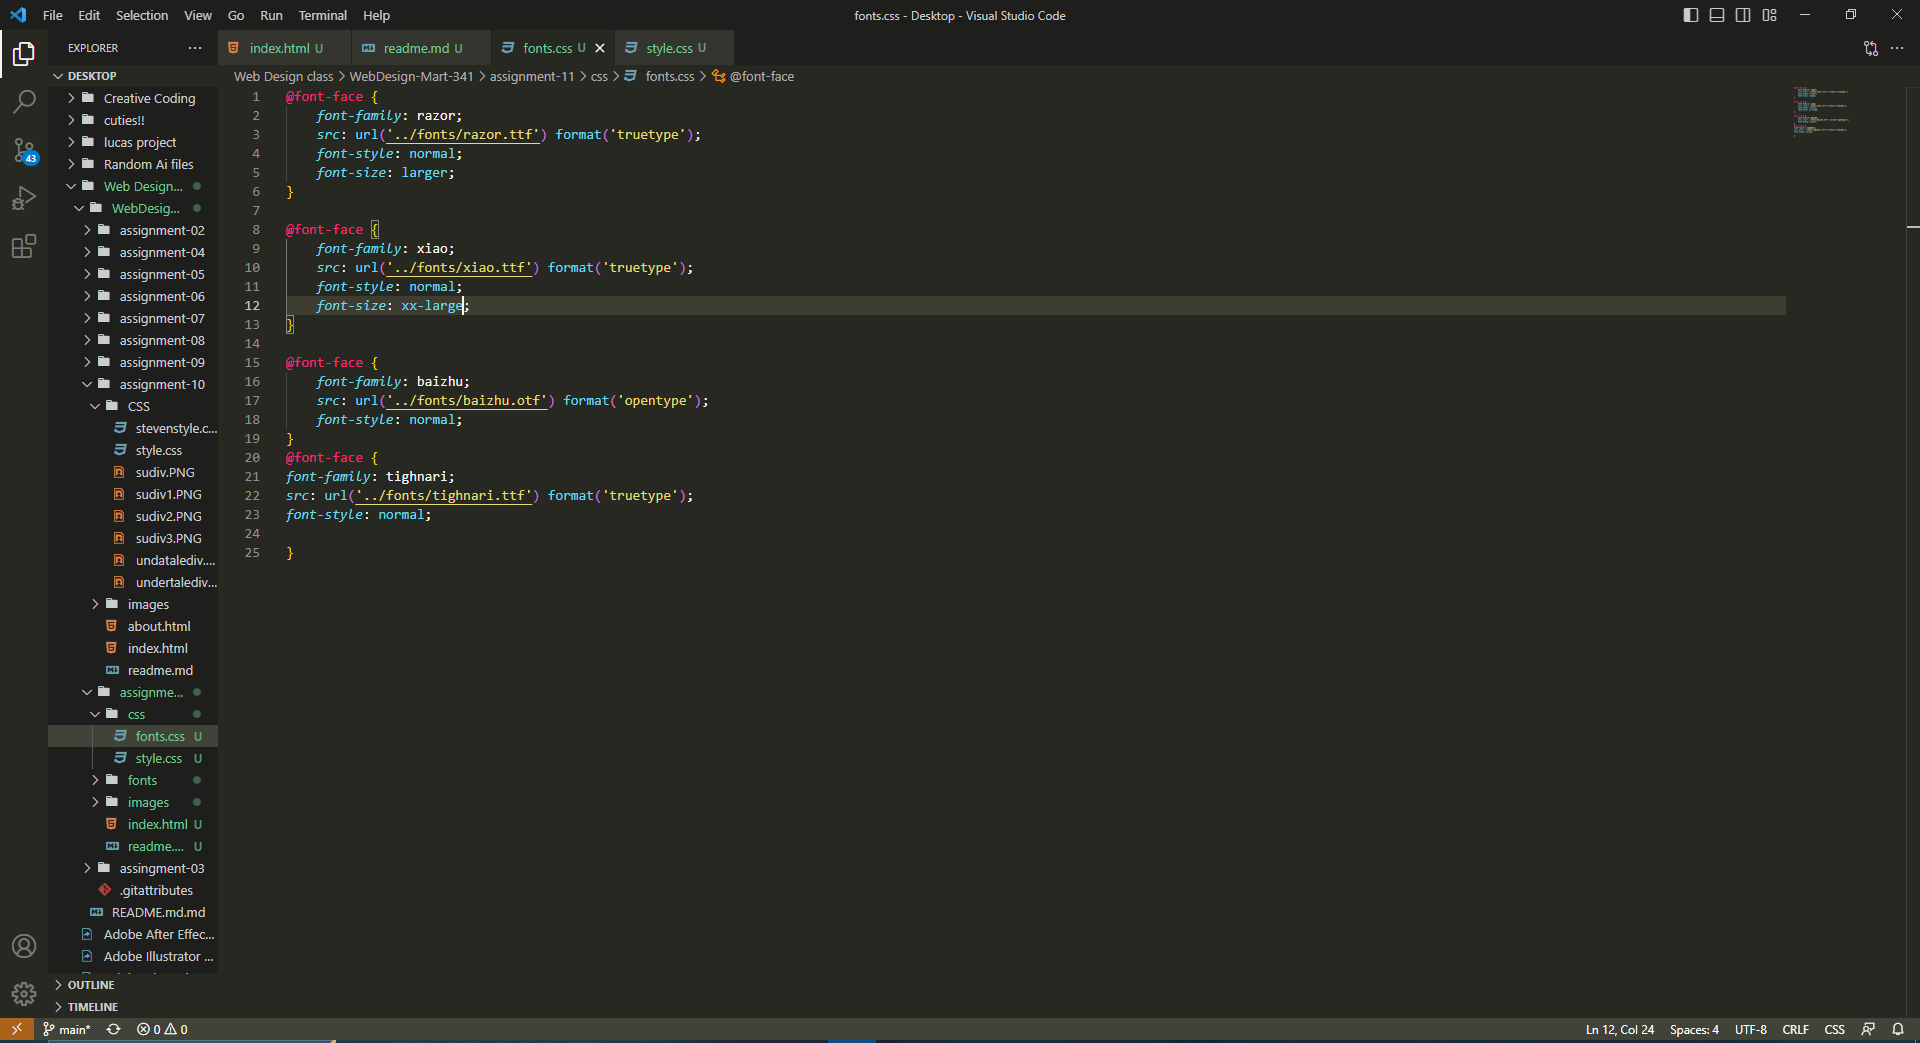 File Edit Selection View Go Run Terminal Help
fonts.css - Desktop - Visual Studio Code
EXPLORER
index.html U
readme.md U
fonts.css U
style.css U
DESKTOP
Web Design class > WebDesign-Mart-341 > assignment-11 > css > fonts.css > @font-face
Creative Coding
cuties!!
lucas project
Random Ai files
Web Design...
WebDesig...
assignment-02
assignment-04
assignment-05
assignment-06
assignment-07
assignment-08
assignment-09
assignment-10
CSS
stevenstyle.c...
style.css
sudiv.PNG
sudiv1.PNG
sudiv2.PNG
sudiv3.PNG
undatalediv....
undertalediv...
images
about.html
index.html
readme.md
assignme...
css
fonts.css U
style.css U
fonts
images
index.html U
readme.... U
assingment-03
.gitattributes
README.md.md
Adobe After Effec...
Adobe Illustrator ...
OUTLINE
TIMELINE
43
1 @font-face {
2 font-family: razor;
3 src: url('../fonts/razor.ttf') format('truetype');
4 font-style: normal;
5 font-size: larger;
6 }
7
8 @font-face {
9 font-family: xiao;
10 src: url('../fonts/xiao.ttf') format('truetype');
11 font-style: normal;
12 font-size: xx-large;
13 }
14
15 @font-face {
16 font-family: baizhu;
17 src: url('../fonts/baizhu.otf') format('opentype');
18 font-style: normal;
19 }
20 @font-face {
21 font-family: tighnari;
22 src: url('../fonts/tighnari.ttf') format('truetype');
23 font-style: normal;
24
25 }
main* 0 0
Ln 12, Col 24 Spaces: 4 UTF-8 CRLF CSS